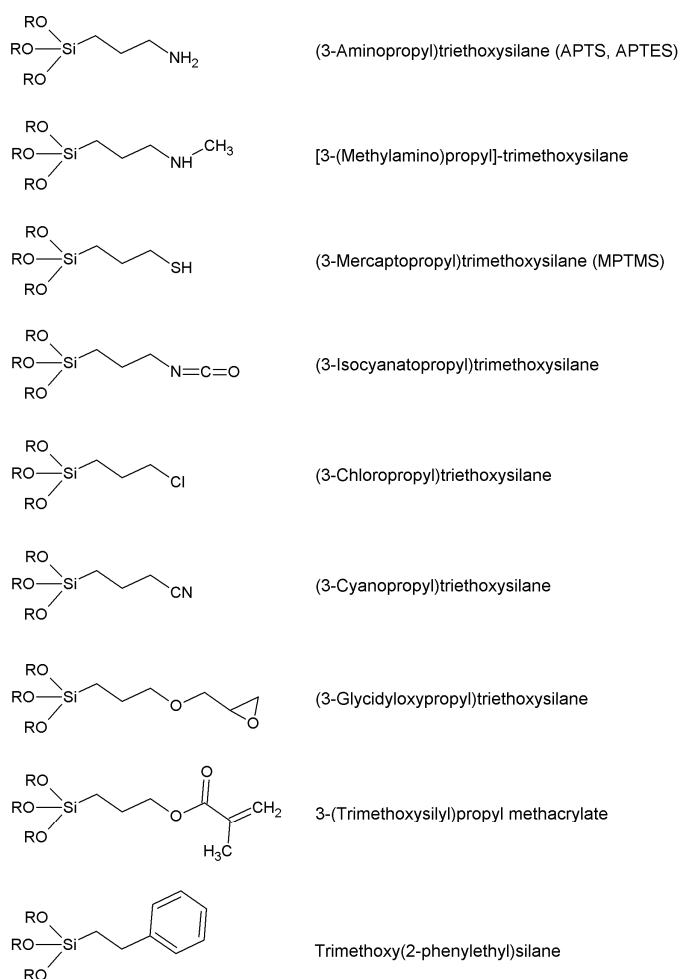 RO
RO Si
RO
NH2
(3-Aminopropyl)triethoxysilane (APTS, APTES)
RO
RO Si
RO
NH CH3
[3-(Methylamino)propyl]-trimethoxysilane
RO
RO Si
RO
SH
(3-Mercaptopropyl)trimethoxysilane (MPTMS)
RO
RO Si
RO
N C O
(3-Isocyanatopropyl)trimethoxysilane
RO
RO Si
RO
Cl
(3-Chloropropyl)triethoxysilane
RO
RO Si
RO
CN
(3-Cyanopropyl)triethoxysilane
RO
RO Si
RO
O
O
(3-Glycidyloxypropyl)triethoxysilane
RO
RO Si
RO
O
O
CH2
H3C
3-(Trimethoxysilyl)propyl methacrylate
RO
RO Si
RO
Trimethoxy(2-phenylethyl)silane